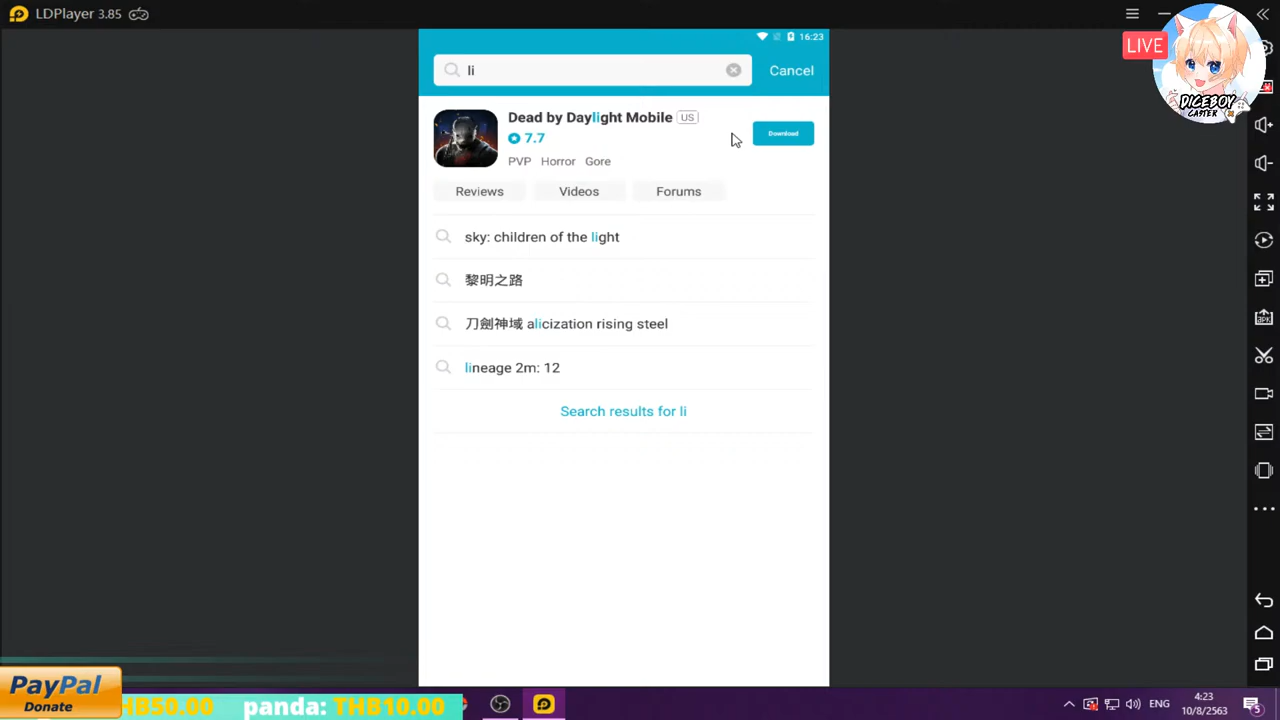 LDPlayer 3.85
16:23
li
Cancel
LIVE
DICEBOY
CASTER
Dead by Daylight Mobile US
7.7
Download
PVP Horror Gore
Reviews Videos Forums
sky: children of the light
黎明之路
刀劍神域 alicization rising steel
lineage 2m: 12
Search results for li
APK
PayPal
Donate
HB50.00 panda: THB10.00
ENG
4:23
10/8/2563
5